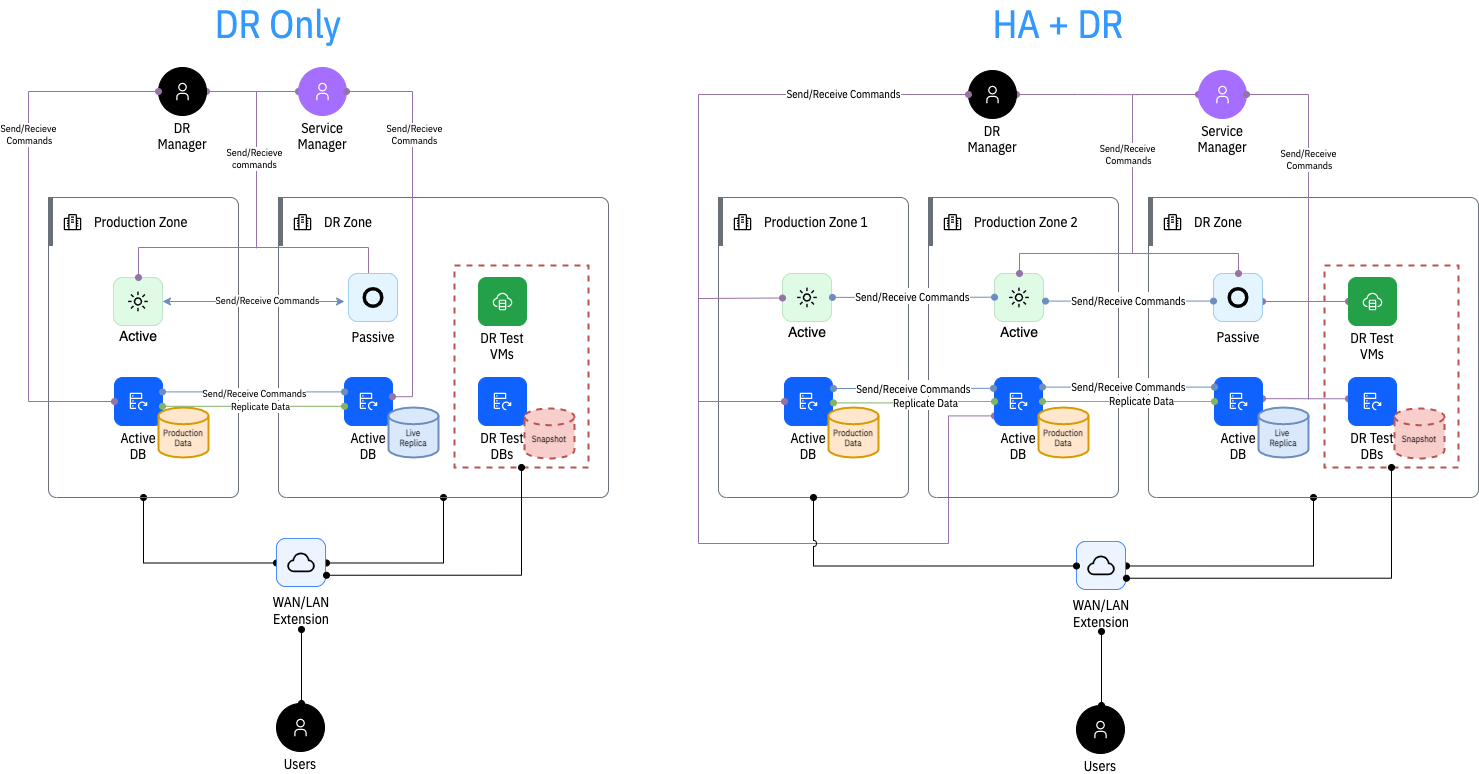 DR Only
HA + DR
DR
Manager
Service
Manager
Send/Recieve
Commands
Send/Recieve
commands
Send/Recieve
Commands
Production Zone
DR Zone
Active
Send/Receive Commands
Passive
DR Test
VMs
Send/Receive Commands
Replicate Data
Active
DB
Production
Data
Active
DB
Live
Replica
DR Test
DBs
Snapshot
WAN/LAN
Extension
Users
Send/Receive Commands
DR
Manager
Service
Manager
Send/Receive
Commands
Send/Receive
Commands
Production Zone 1
Production Zone 2
DR Zone
Active
Send/Receive Commands
Active
Send/Receive Commands
Passive
DR Test
VMs
Send/Receive Commands
Replicate Data
Send/Receive Commands
Replicate Data
Active
DB
Production
Data
Active
DB
Production
Data
Active
DB
Live
Replica
DR Test
DBs
Snapshot
WAN/LAN
Extension
Users